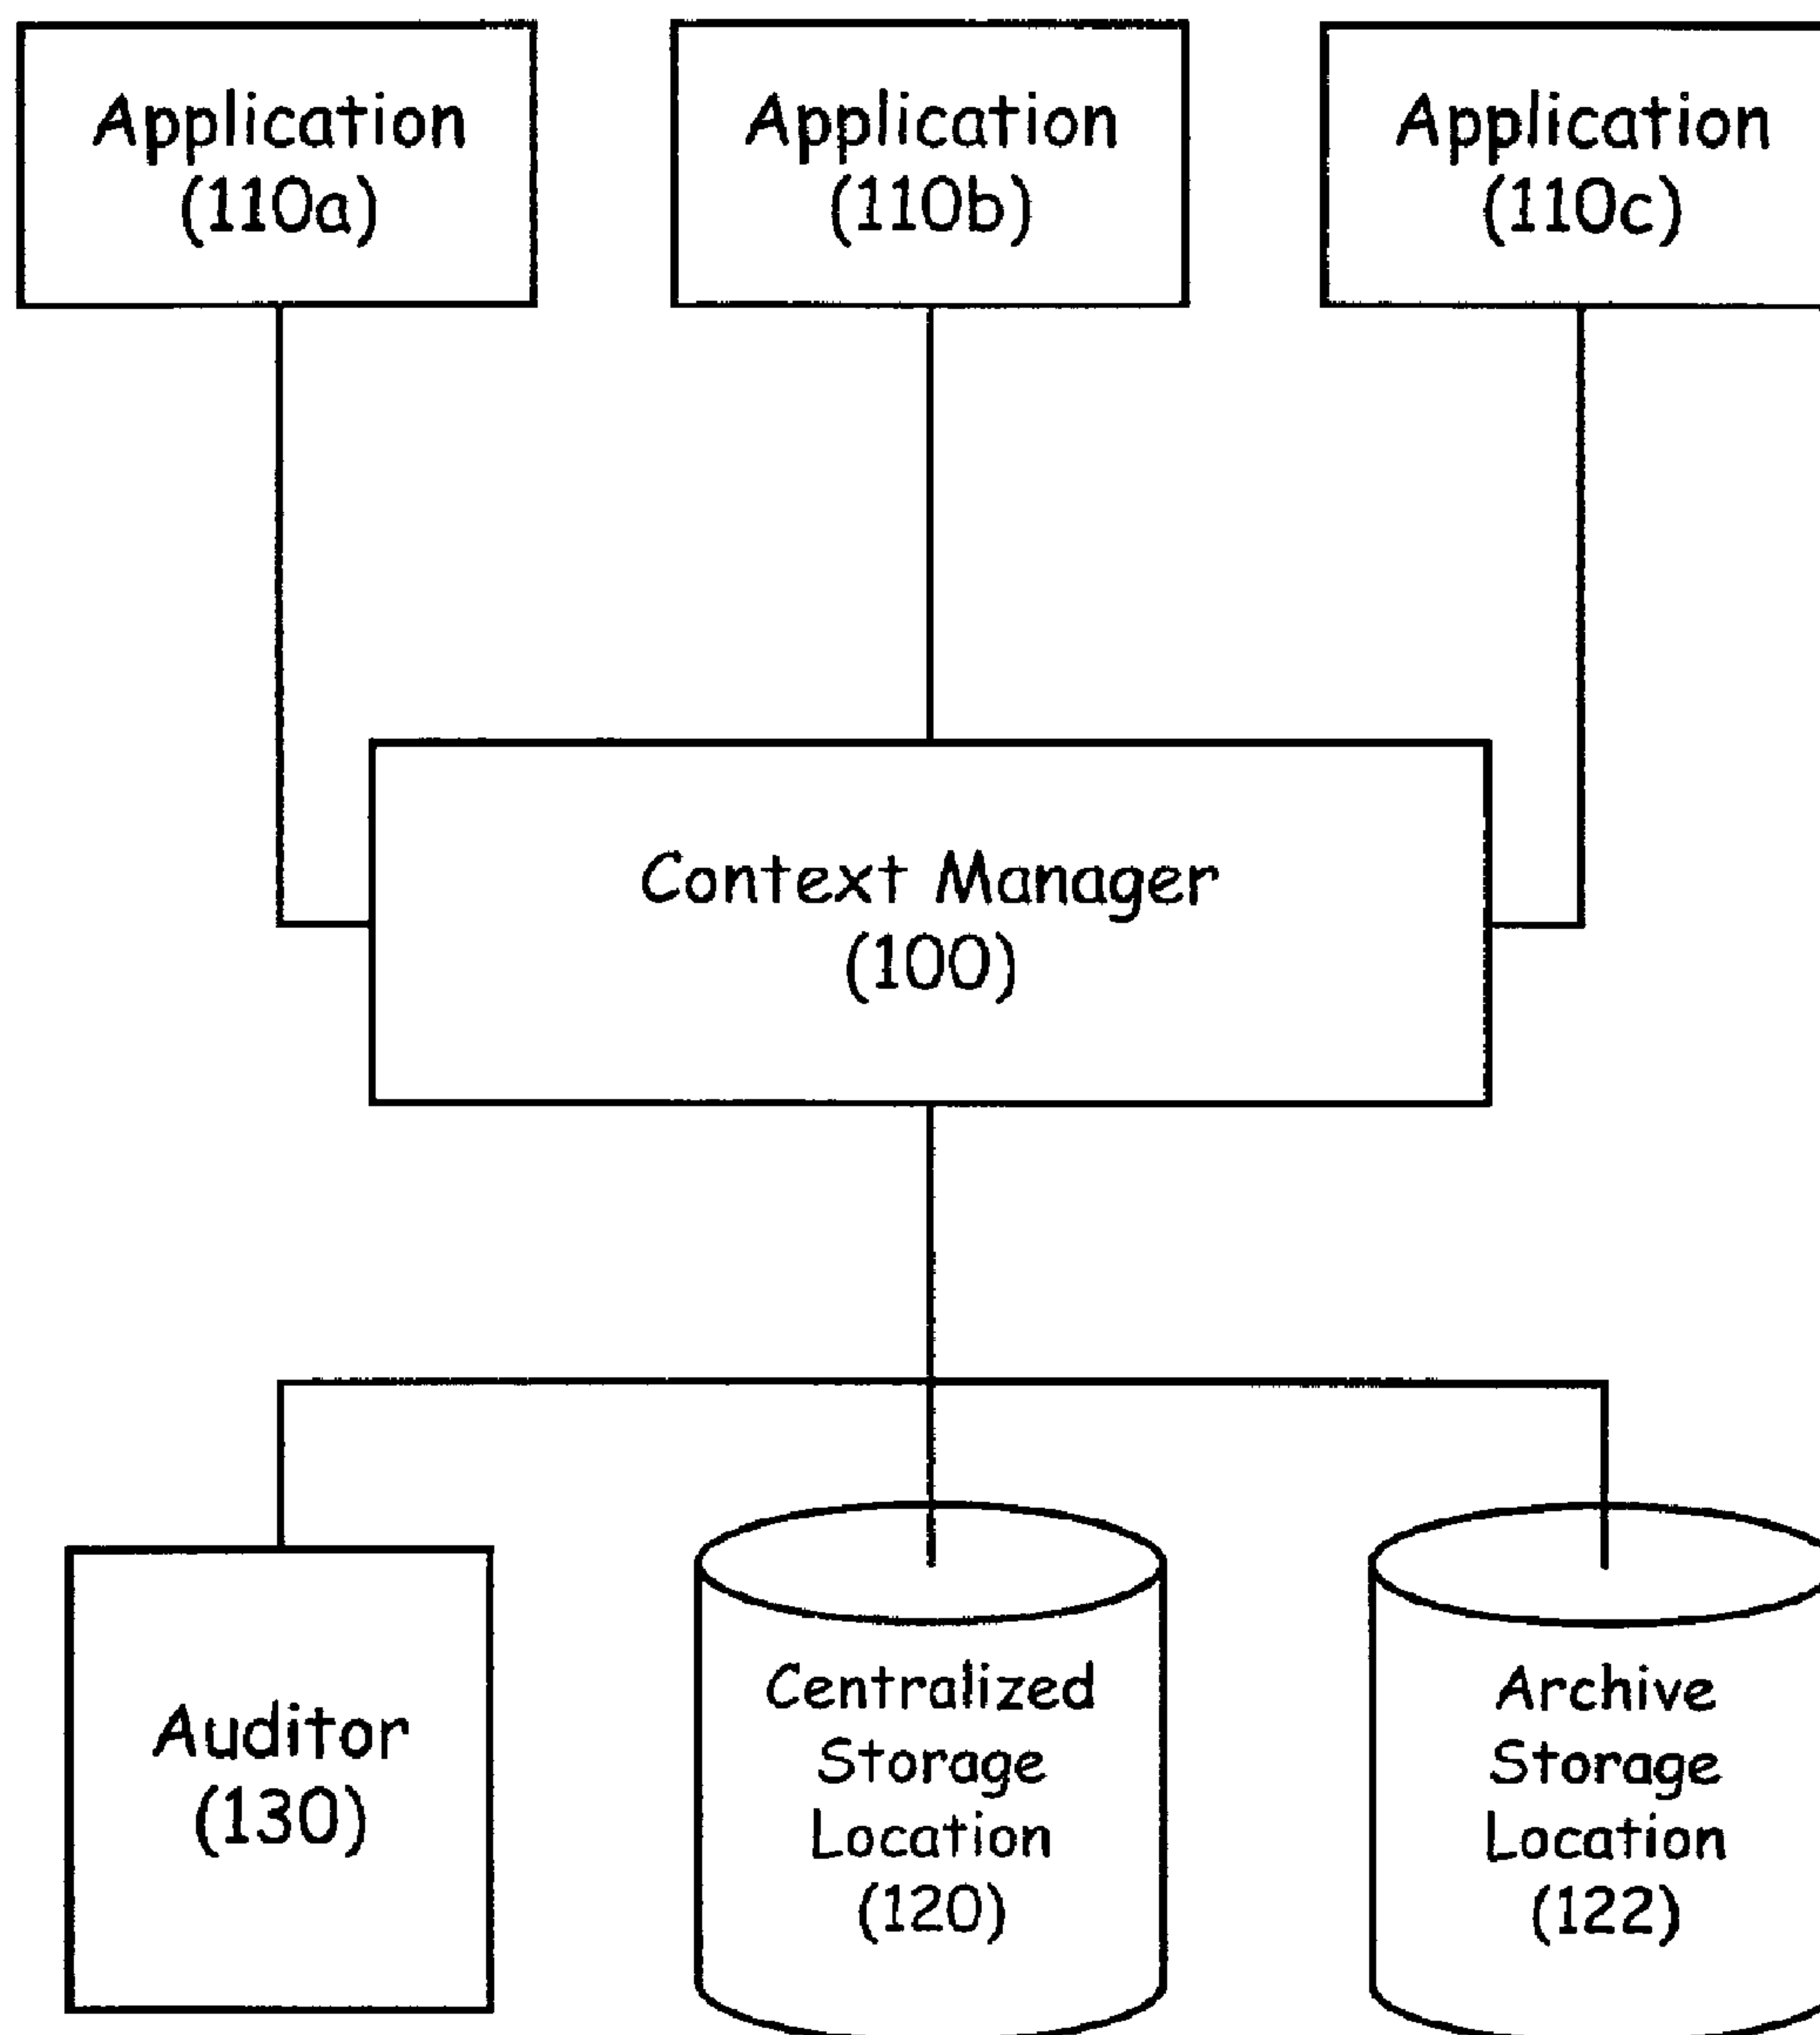 Application
(110a)
Application
(110b)
Application
(110c)
Context Manager
(100)
Auditor
(130)
Centralized
Storage
Location
(120)
Archive
Storage
Location
(122)